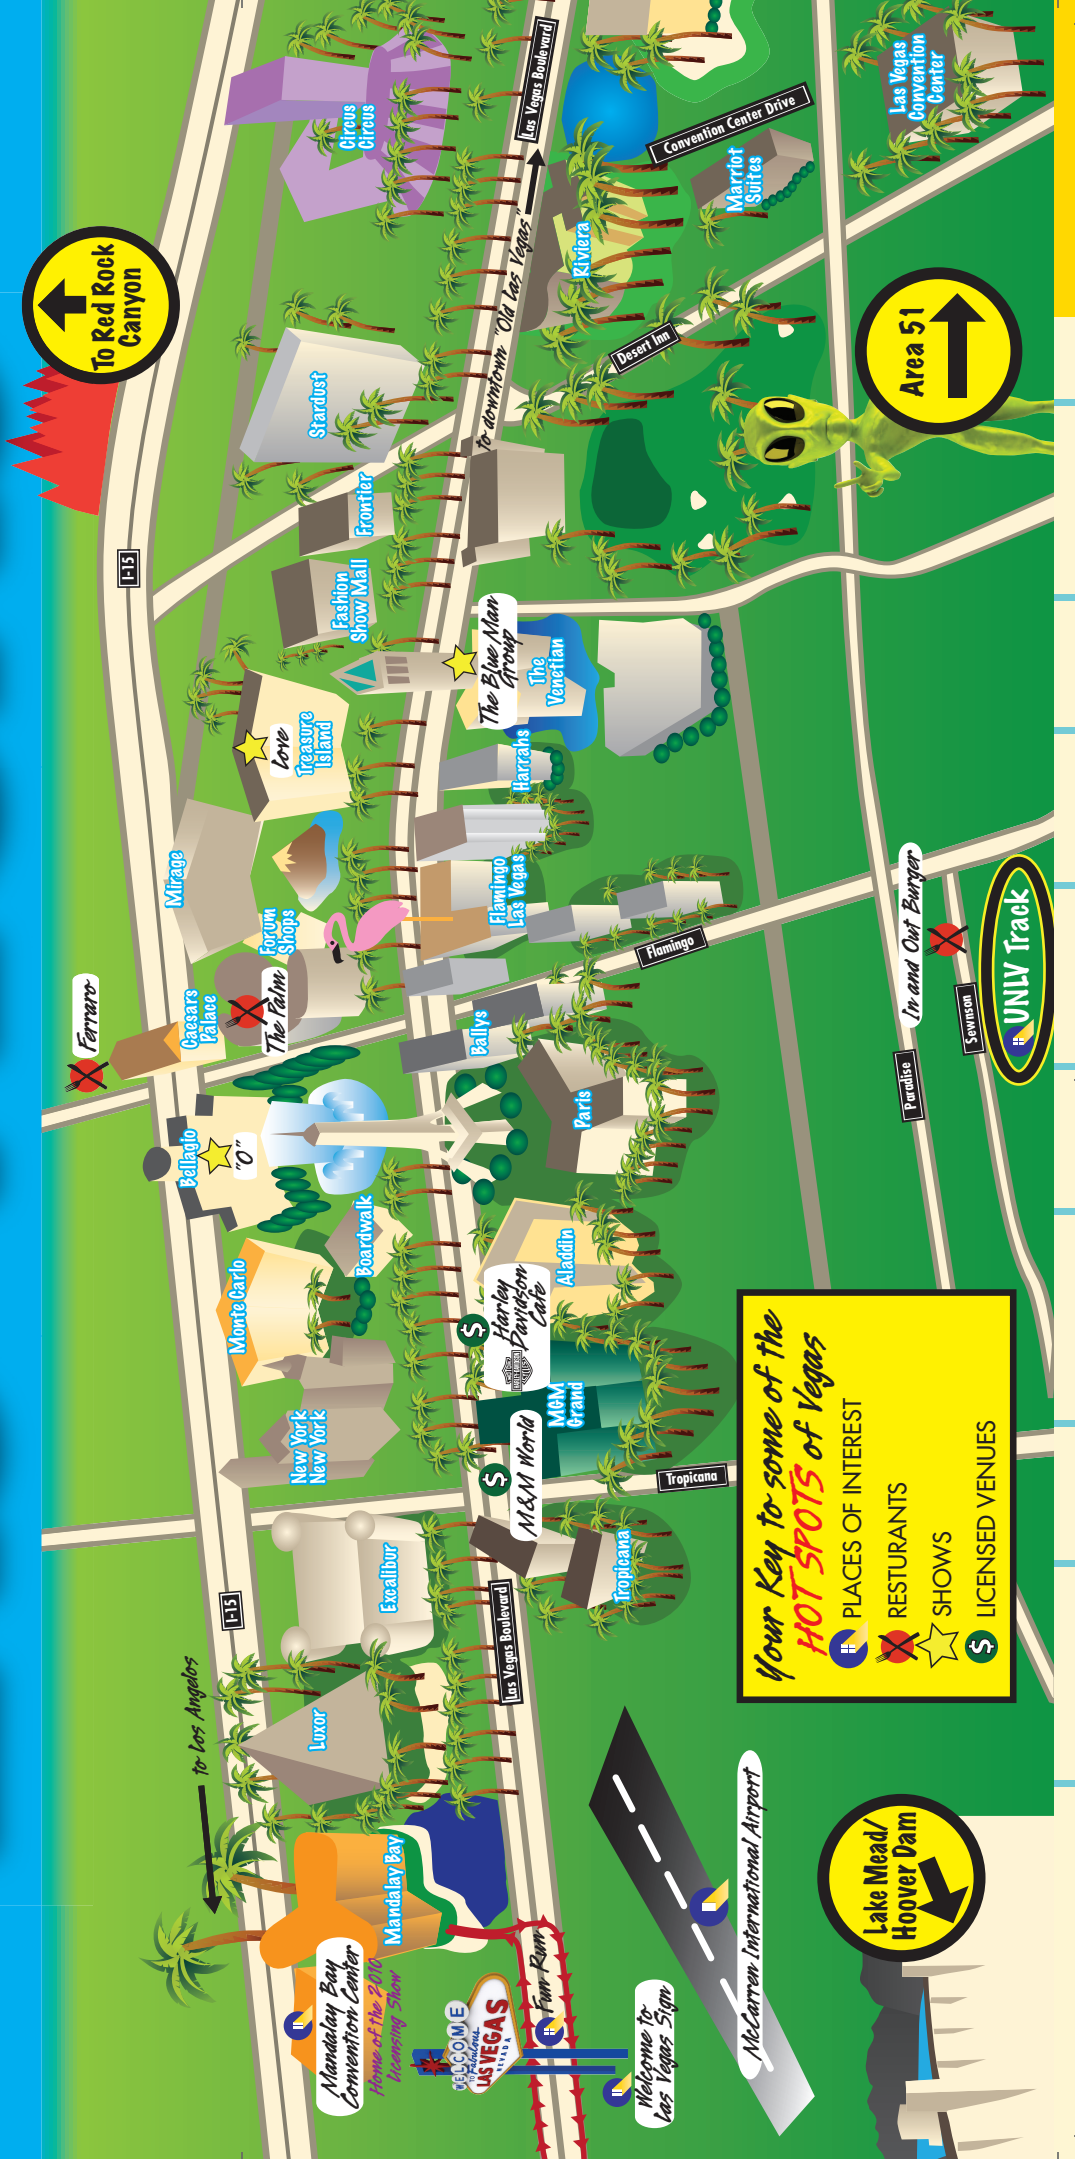 To Red Rock
Canyon
I-15
Circus
Circus
Las Vegas Boulevard
to downtown "Old Las Vegas"
Convention Center Drive
Las Vegas
Convention
Center
Marriot
Suites
Riviera
Desert Inn
Area 51
Stardust
Frontier
Fashion
Show Mall
The Blue Man
Group
The
Venetian
Love
Treasure
Island
Harrahs
Mirage
Forum
Shops
Flamingo
Las Vegas
Flamingo
Ferraro
Caesars
Palace
The Palm
Ballys
In and Out Burger
Paradise
Swenson
UNLV Track
Bellagio
"O"
Paris
Boardwalk
Monte Carlo
Aladdin
Harley
Davidson
Cafe
New York
New York
MGM
Grand
M&M World
Tropicana
Tropicana
Excalibur
I-15
Las Vegas Boulevard
to Los Angelos
Luxor
Mandalay Bay
Mandalay Bay
Convention Center
Home of the 2010
Licensing Show
WELCOME
TO Fabulous
LAS VEGAS
NEVADA
Fun Run
Welcome to
Las Vegas Sign
McCarren International Airport
Lake Mead/
Hoover Dam
Your Key to some of the
HOT SPOTS of Vegas
PLACES OF INTEREST
RESTURANTS
SHOWS
$ LICENSED VENUES